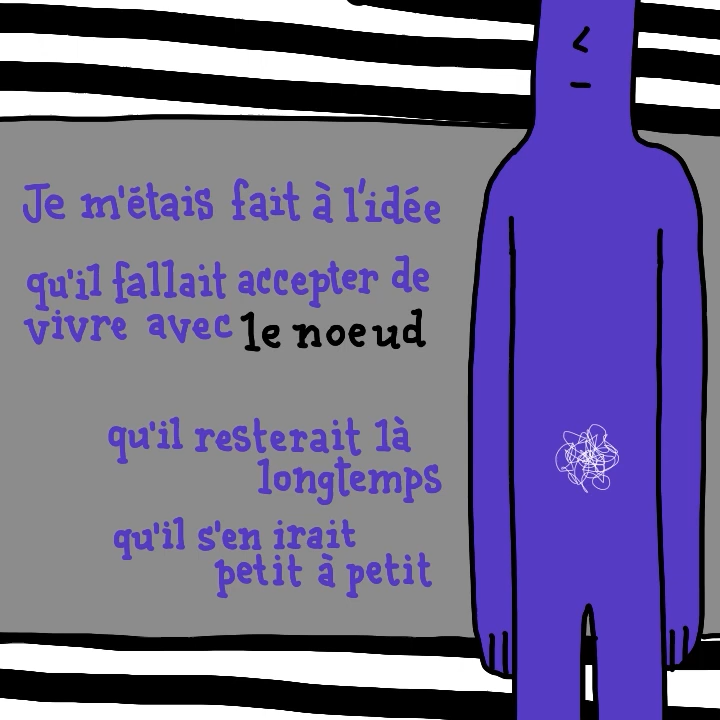 Je m'étais fait à l'idée
qu'il fallait accepter de
vivre avec le noeud
qu'il resterait là
longtemps
qu'il s'en irait
petit à petit